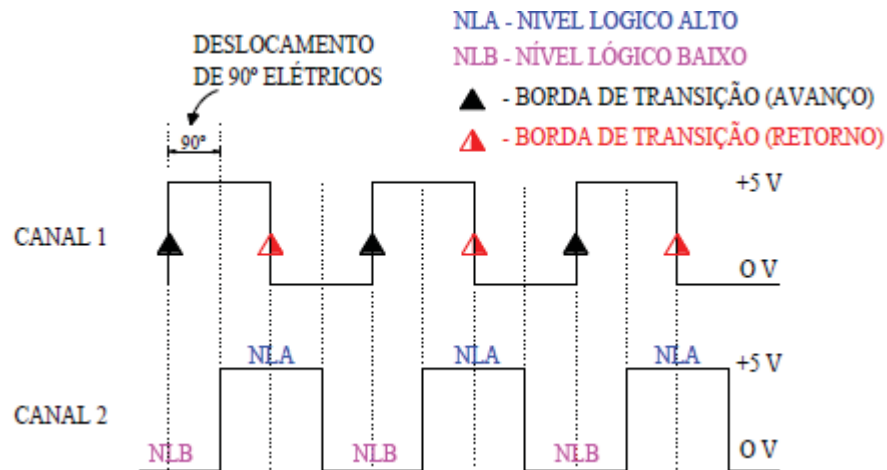 NLA - NIVEL LOGICO ALTO
NLB - NÍVEL LÓGICO BAIXO
- BORDA DE TRANSIÇÃO (AVANÇO)
- BORDA DE TRANSIÇÃO (RETORNO)
DESLOCAMENTO
DE 90º ELÉTRICOS
90º
+5 V
CANAL 1
O V
NLA NLA NLA +5 V
CANAL 2
NLB NLB NLB O V